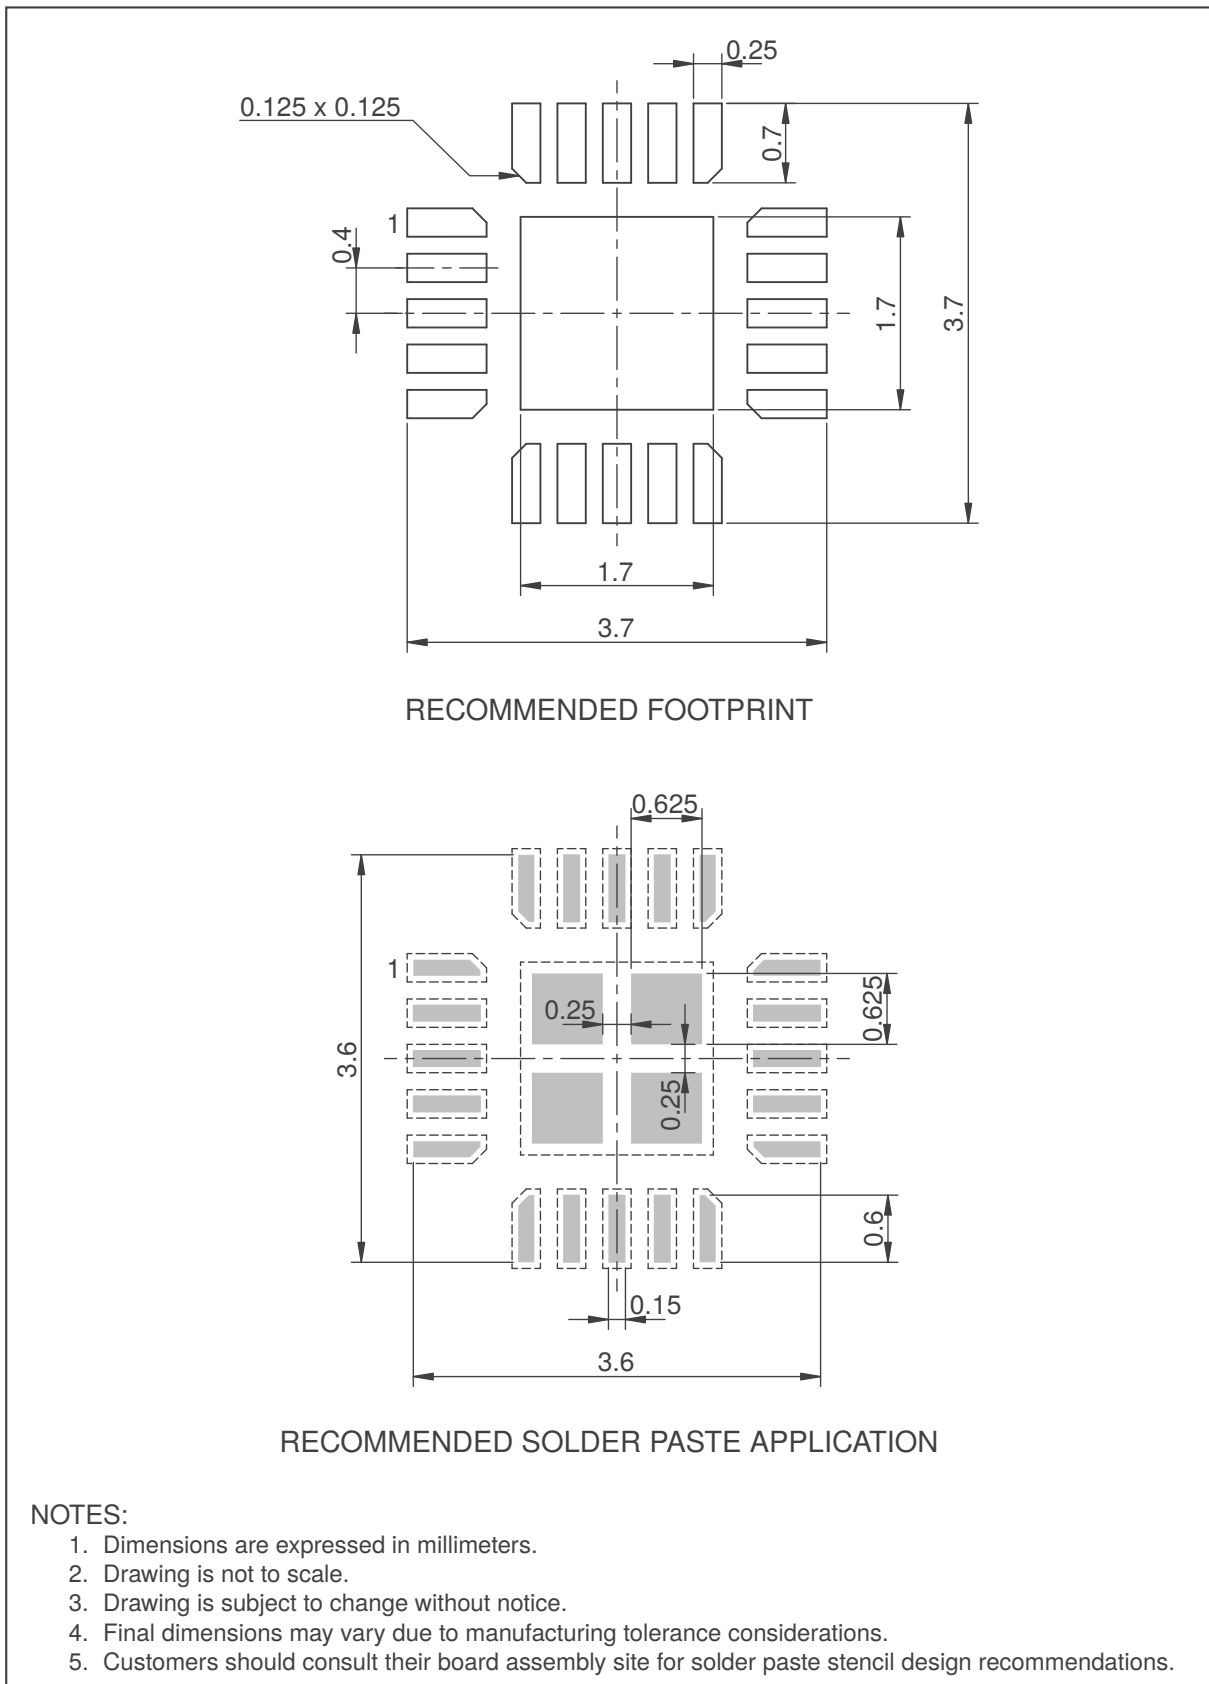 0.25
0.125 x 0.125
0.7
1
0.4
1.7
3.7
1.7
3.7
RECOMMENDED FOOTPRINT
0.625
1
0.25
0.625
3.6
0.25
0.6
0.15
3.6
RECOMMENDED SOLDER PASTE APPLICATION
NOTES:
1. Dimensions are expressed in millimeters.
2. Drawing is not to scale.
3. Drawing is subject to change without notice.
4. Final dimensions may vary due to manufacturing tolerance considerations.
5. Customers should consult their board assembly site for solder paste stencil design recommendations.